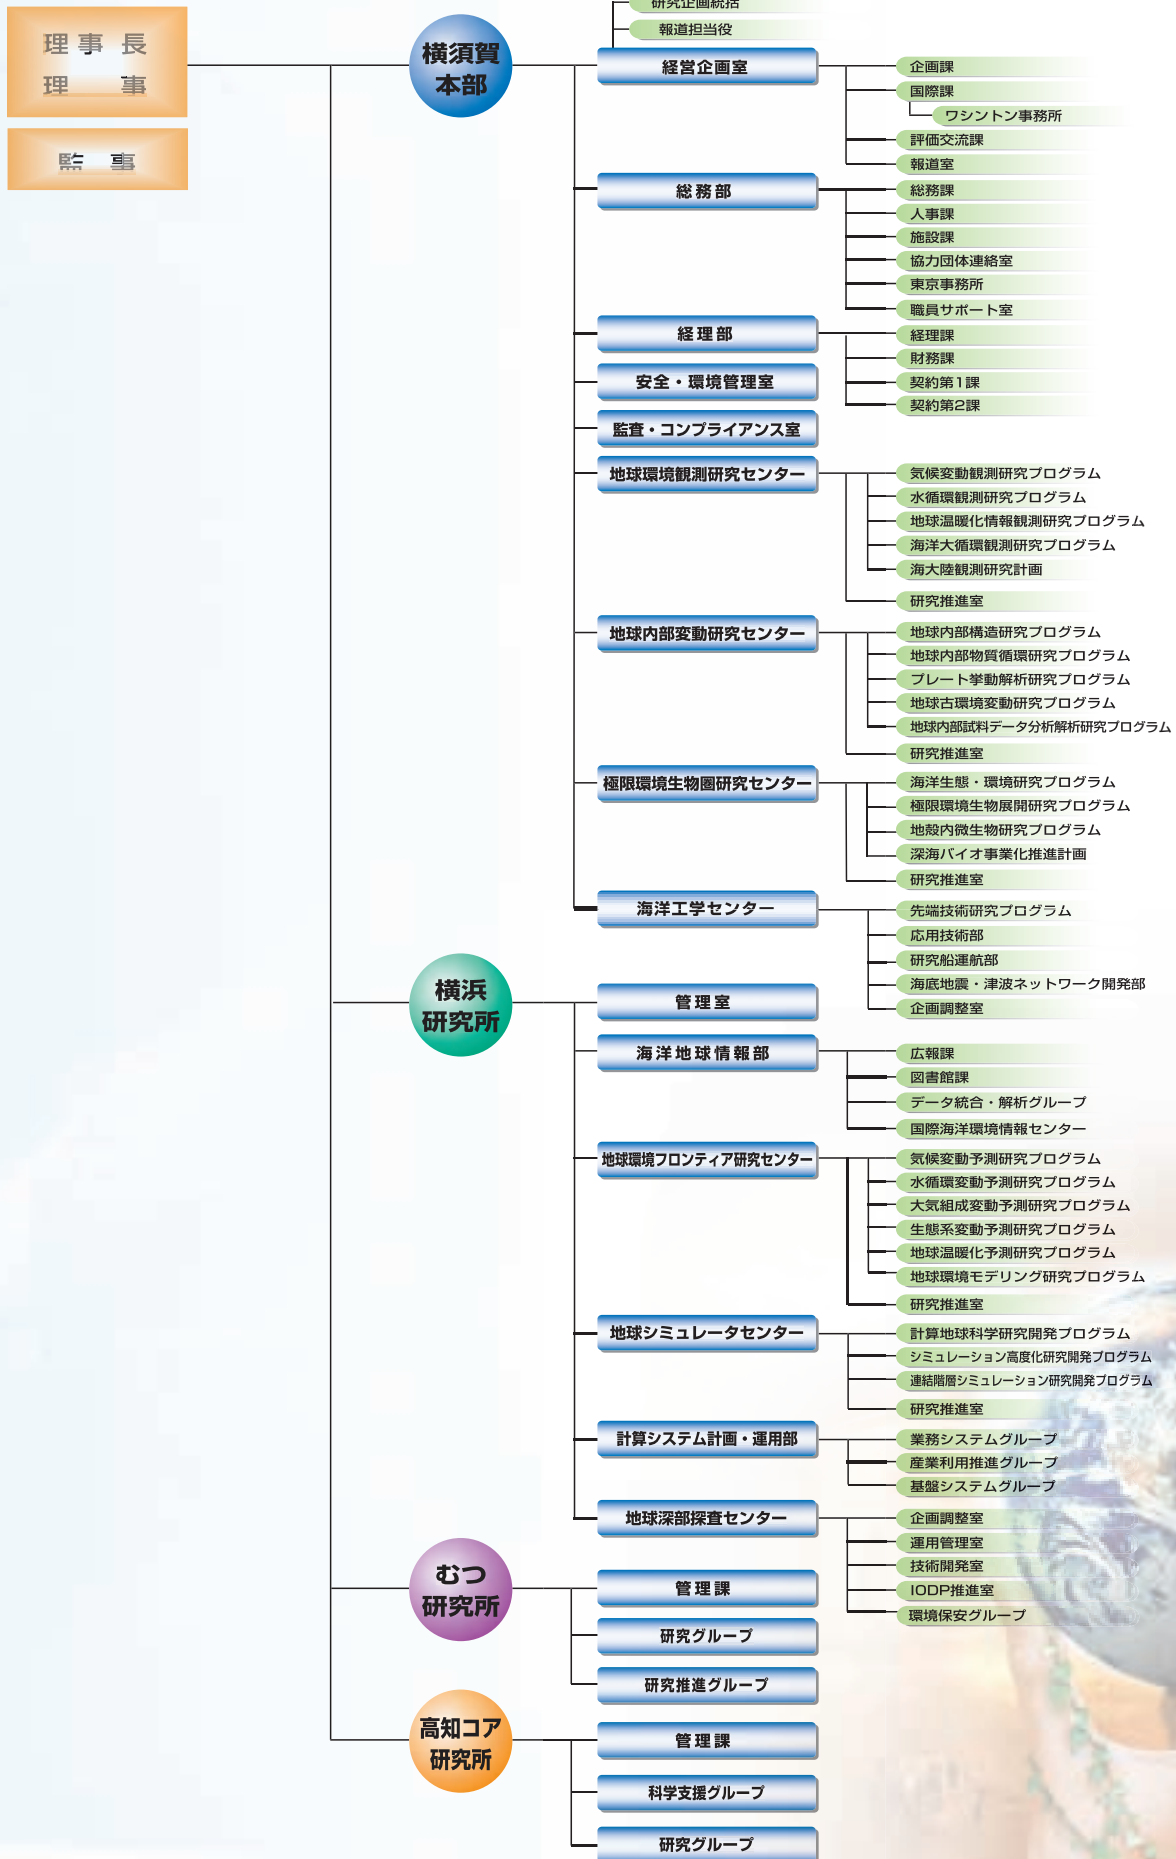 研究企画統括
報道担当役
理事長
理事
監事
横須賀
本部
経営企画室
企画課
国際課
ワシントン事務所
評価交流課
報道室
総務部
総務課
人事課
施設課
協力団体連絡室
東京事務所
職員サポート室
経理部
経理課
財務課
契約第1課
契約第2課
安全・環境管理室
監査・コンプライアンス室
地球環境観測研究センター
気候変動観測研究プログラム
水循環観測研究プログラム
地球温暖化情報観測研究プログラム
海洋大循環観測研究プログラム
海大陸観測研究計画
研究推進室
地球内部変動研究センター
地球内部構造研究プログラム
地球内部物質循環研究プログラム
プレート挙動解析研究プログラム
地球古環境変動研究プログラム
地球内部試料データ分析解析研究プログラム
研究推進室
極限環境生物圏研究センター
海洋生態・環境研究プログラム
極限環境生物展開研究プログラム
地殻内微生物研究プログラム
深海バイオ事業化推進計画
研究推進室
海洋工学センター
先端技術研究プログラム
応用技術部
研究船運航部
海底地震・津波ネットワーク開発部
企画調整室
横浜
研究所
管理室
海洋地球情報部
広報課
図書館課
データ統合・解析グループ
国際海洋環境情報センター
地球環境フロンティア研究センター
気候変動予測研究プログラム
水循環変動予測研究プログラム
大気組成変動予測研究プログラム
生態系変動予測研究プログラム
地球温暖化予測研究プログラム
地球環境モデリング研究プログラム
研究推進室
地球シミュレータセンター
計算地球科学研究開発プログラム
シミュレーション高度化研究開発プログラム
連結階層シミュレーション研究開発プログラム
研究推進室
計算システム計画・運用部
業務システムグループ
産業利用推進グループ
基盤システムグループ
地球深部探査センター
企画調整室
運用管理室
技術開発室
IODP推進室
環境保安グループ
むつ
研究所
管理課
研究グループ
研究推進グループ
高知コア
研究所
管理課
科学支援グループ
研究グループ